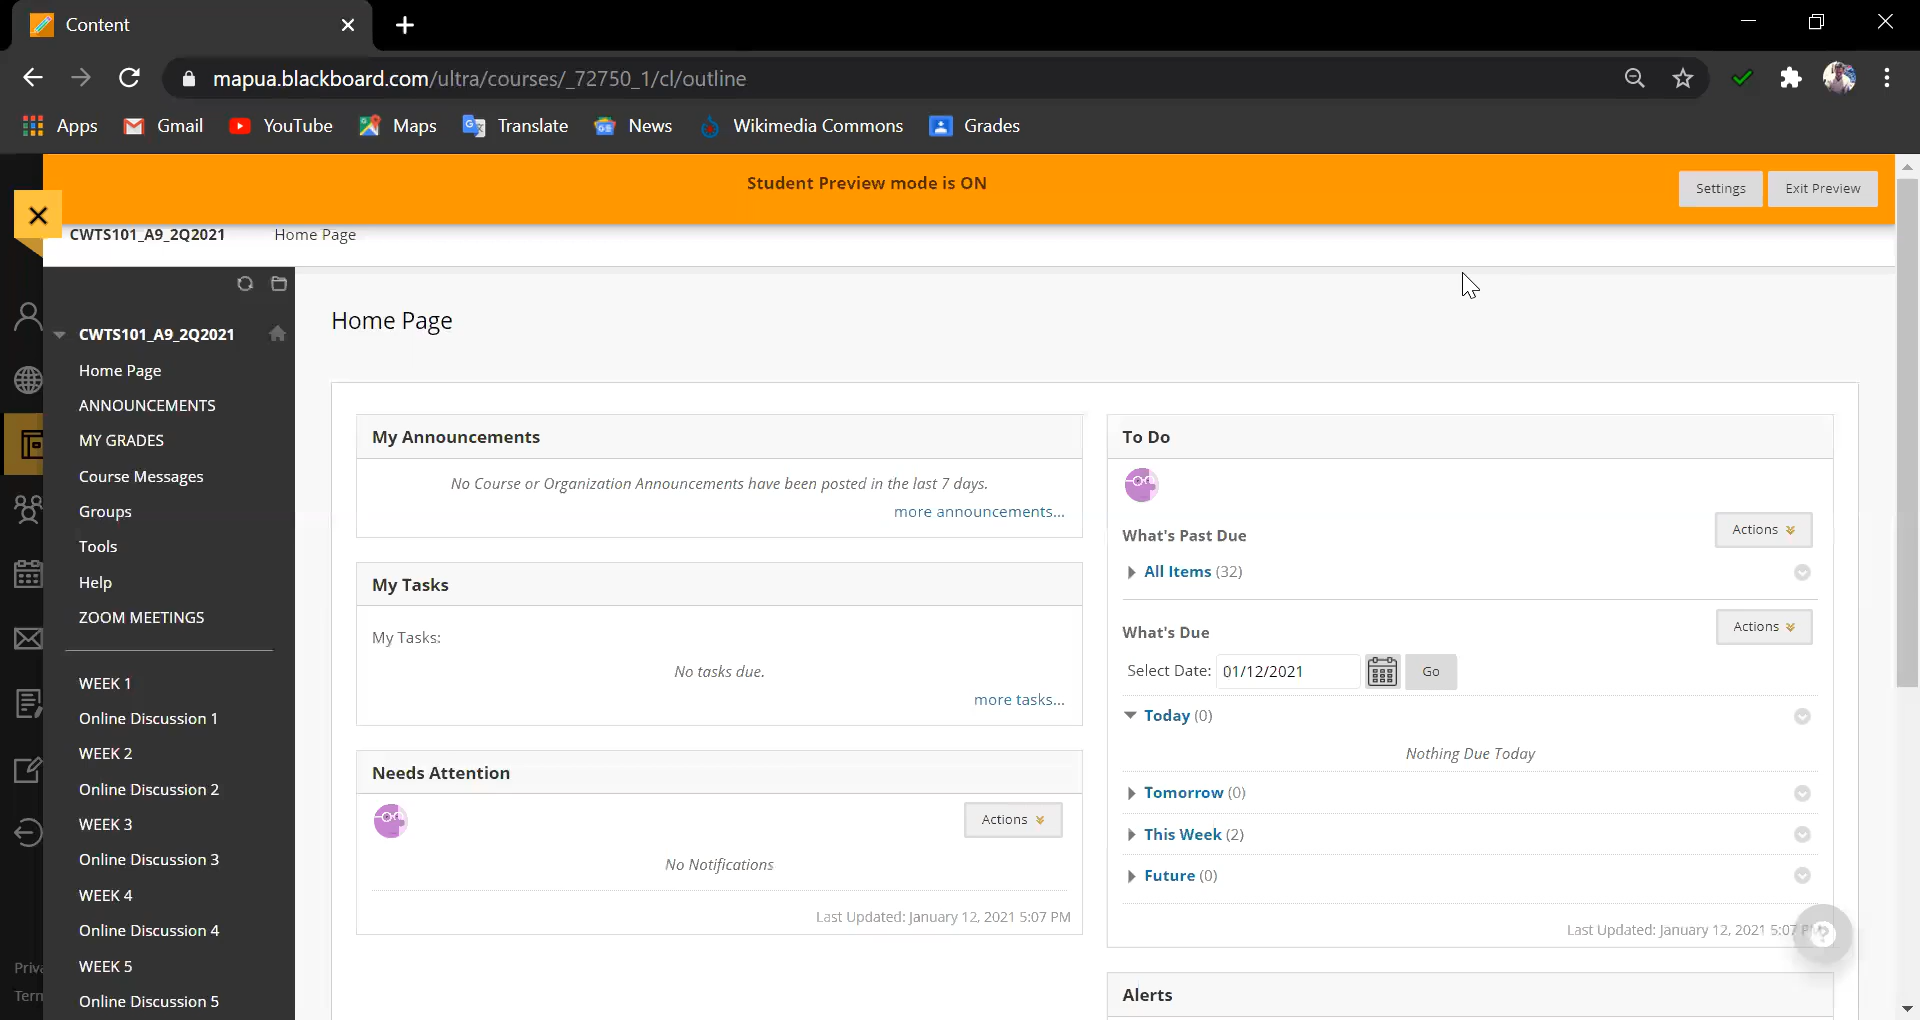 Content
mapua.blackboard.com/ultra/courses/_72750_1/cl/outline
Apps Gmail YouTube Maps Translate News Wikimedia Commons Grades
Student Preview mode is ON
Settings Exit Preview
CWTS101_A9_2Q2021 Home Page
CWTS101_A9_2Q2021
Home Page
ANNOUNCEMENTS
MY GRADES
Course Messages
Groups
Tools
Help
ZOOM MEETINGS
WEEK 1
Online Discussion 1
WEEK 2
Online Discussion 2
WEEK 3
Online Discussion 3
WEEK 4
Online Discussion 4
WEEK 5
Online Discussion 5
Home Page
My Announcements
No Course or Organization Announcements have been posted in the last 7 days.
more announcements...
My Tasks
My Tasks:
No tasks due.
more tasks...
Needs Attention
Actions
No Notifications
Last Updated: January 12, 2021 5:07 PM
To Do
What's Past Due
Actions
All Items (32)
What's Due
Actions
Select Date: 01/12/2021 Go
Today (0)
Nothing Due Today
Tomorrow (0)
This Week (2)
Future (0)
Last Updated: January 12, 2021 5:07
Alerts